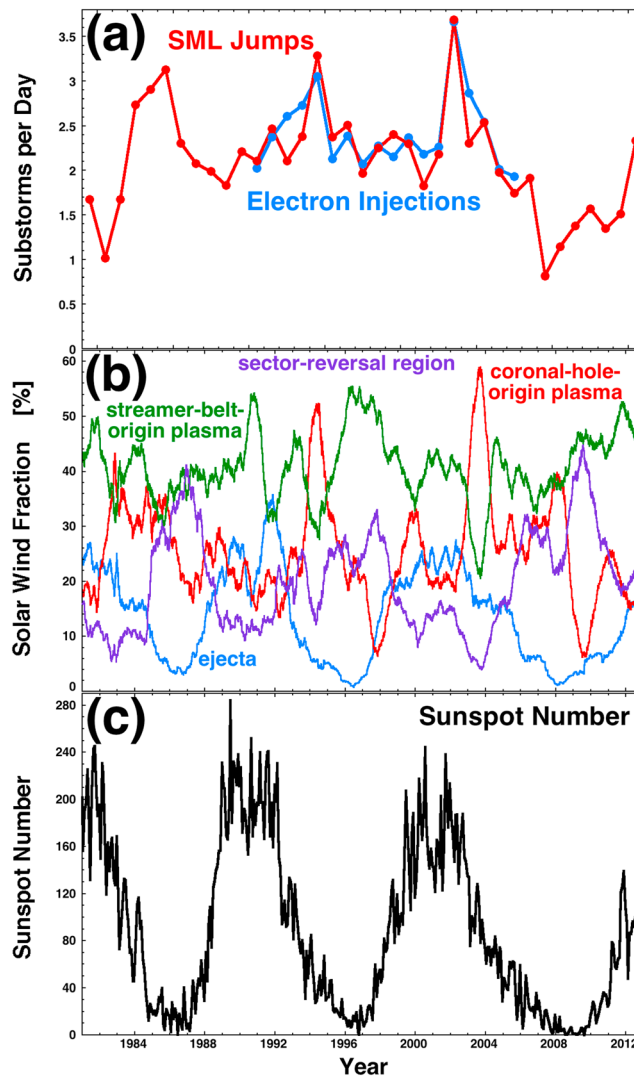 (a)
SML Jumps
Electron Injections
Substorms per Day
3.5
3
2.5
2
1.5
1
0.5
0
(b)
sector-reversal region
streamer-belt-
origin plasma
coronal-hole-
origin plasma
ejecta
Solar Wind Fraction [%]
60
50
40
30
20
10
0
(c)
Sunspot Number
Sunspot Number
280
240
200
160
120
80
40
0
1984
1988
1992
1996
2000
2004
2008
2012
Year